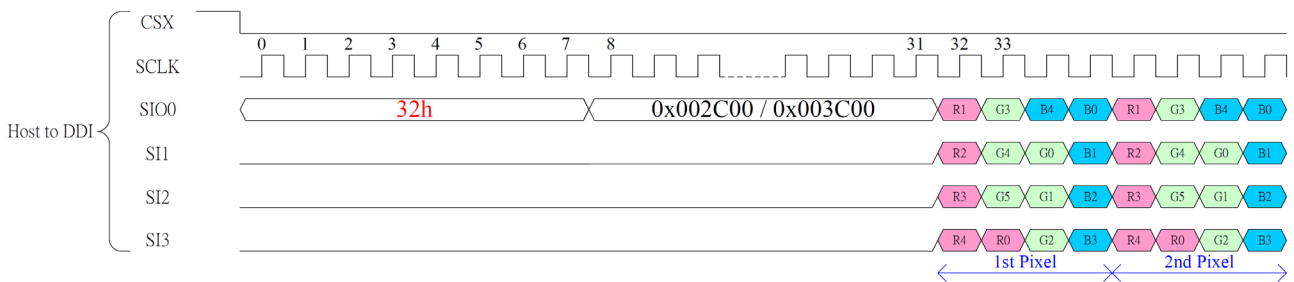 CSX
0 1 2 3 4 5 6 7 8 31 32 33
SCLK
SIO0 32h 0x002C00 / 0x003C00 R1 G3 B4 B0 R1 G3 B4 B0
Host to DDI
SI1 R2 G4 G0 B1 R2 G4 G0 B1
SI2 R3 G5 G1 B2 R3 G5 G1 B2
SI3 R4 R0 G2 B3 R4 R0 G2 B3
1st Pixel 2nd Pixel